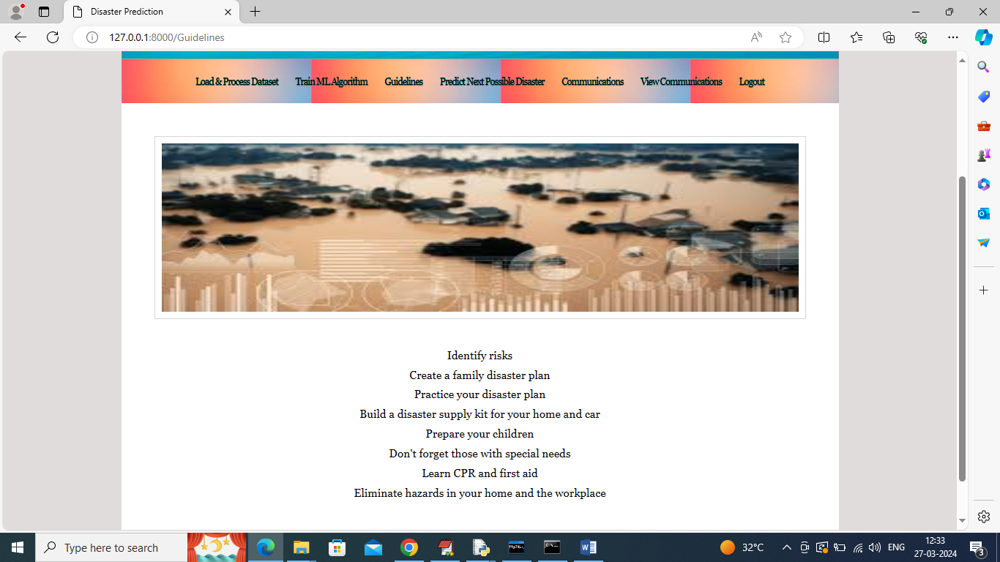 Disaster Prediction
127.0.0.1:8000/Guidelines
Load & Process Dataset Train ML Algorithm Guidelines Predict Next Possible Disaster Communications View Communications Logout
Identify risks
Create a family disaster plan
Practice your disaster plan
Build a disaster supply kit for your home and car
Prepare your children
Don't forget those with special needs
Learn CPR and first aid
Eliminate hazards in your home and the workplace
Type here to search
32°C
ENG
12:33
27-03-2024
3